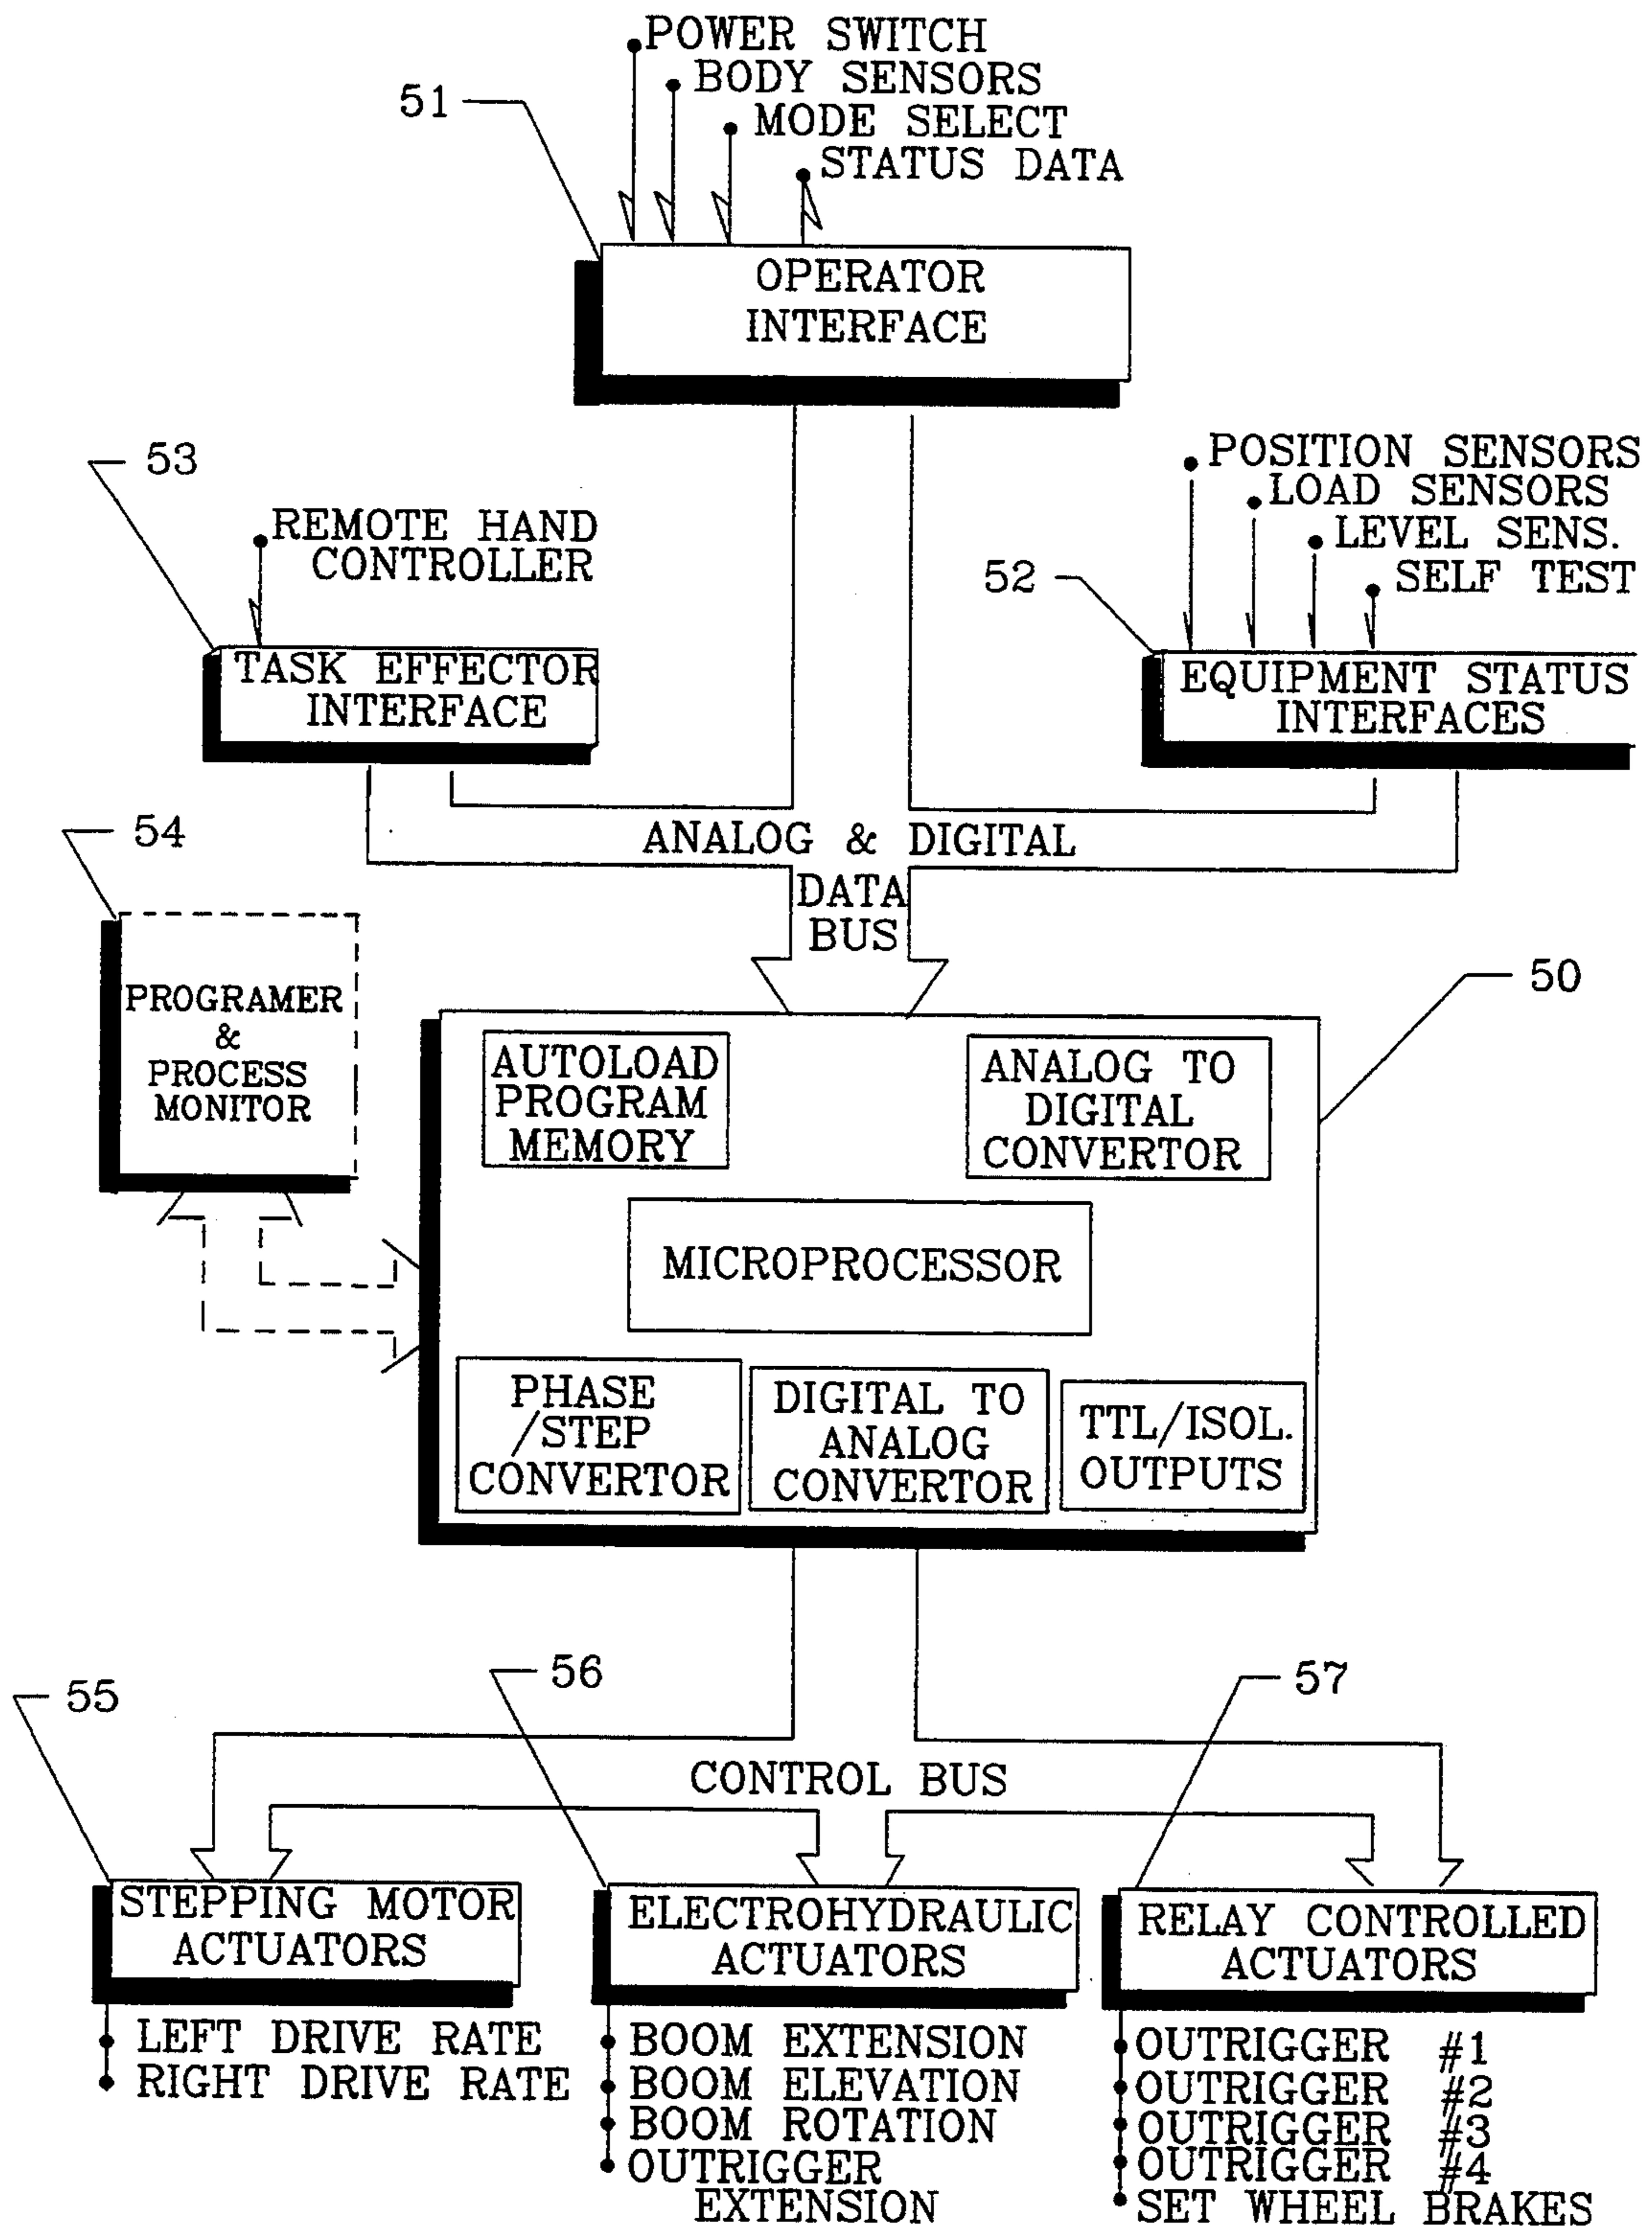 POWER SWITCH
BODY SENSORS
51
MODE SELECT
STATUS DATA
OPERATOR
INTERFACE
53
POSITION SENSORS
LOAD SENSORS
REMOTE HAND
CONTROLLER
LEVEL SENS.
52
SELF TEST
TASK EFFECTOR
INTERFACE
EQUIPMENT STATUS
INTERFACES
54
ANALOG & DIGITAL
DATA
BUS
50
PROGRAMER
&
PROCESS
MONITOR
AUTOLOAD
PROGRAM
MEMORY
ANALOG TO
DIGITAL
CONVERTOR
MICROPROCESSOR
PHASE
/STEP
CONVERTOR
DIGITAL TO
ANALOG
CONVERTOR
TTL/ISOL.
OUTPUTS
55
56
57
CONTROL BUS
STEPPING MOTOR
ACTUATORS
ELECTROHYDRAULIC
ACTUATORS
RELAY CONTROLLED
ACTUATORS
LEFT DRIVE RATE
RIGHT DRIVE RATE
BOOM EXTENSION
BOOM ELEVATION
BOOM ROTATION
OUTRIGGER
EXTENSION
OUTRIGGER #1
OUTRIGGER #2
OUTRIGGER #3
OUTRIGGER #4
SET WHEEL BRAKES